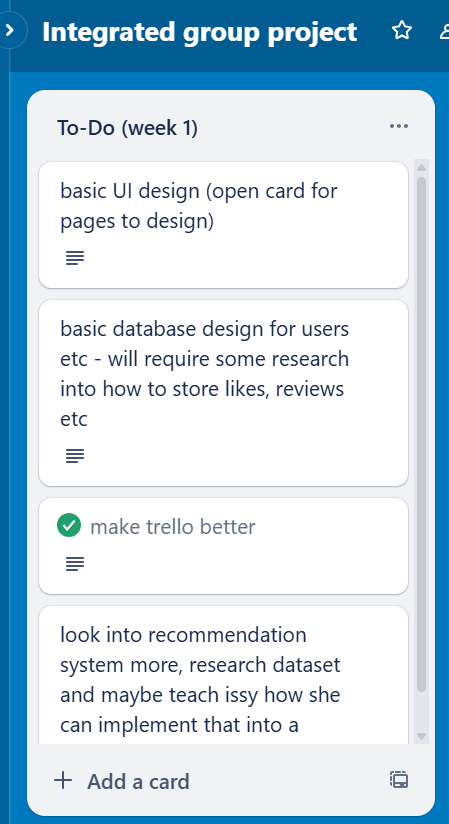 Integrated group project
To-Do (week 1)
basic UI design (open card for
pages to design)
basic database design for users
etc - will require some research
into how to store likes, reviews
etc
make trello better
look into recommendation
system more, research dataset
and maybe teach issy how she
can implement that into a
Add a card